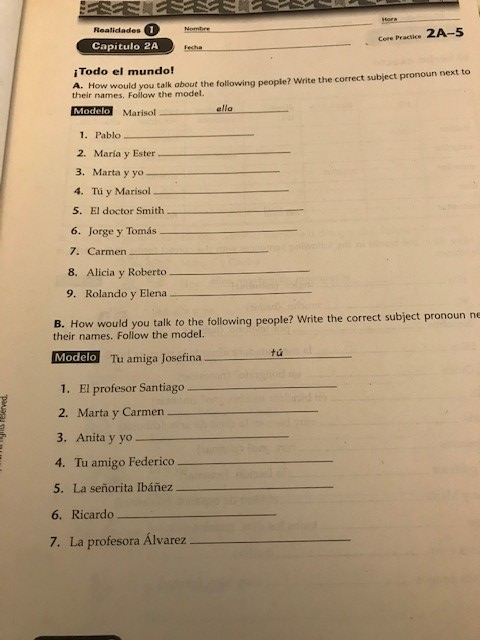 Realidades 1
Nombre
Hora
Capítulo 2A
Fecha
Core Practice 2A–5
¡Todo el mundo!
A. How would you talk about the following people? Write the correct subject pronoun next to
their names. Follow the model.
Modelo Marisol ella
1. Pablo
2. María y Ester
3. Marta y yo
4. Tú y Marisol
5. El doctor Smith
6. Jorge y Tomás
7. Carmen
8. Alicia y Roberto
9. Rolando y Elena
B. How would you talk to the following people? Write the correct subject pronoun ne
their names. Follow the model.
Modelo Tu amiga Josefina tú
1. El profesor Santiago
2. Marta y Carmen
3. Anita y yo
4. Tu amigo Federico
5. La señorita Ibáñez
6. Ricardo
7. La profesora Álvarez
rights reserved.